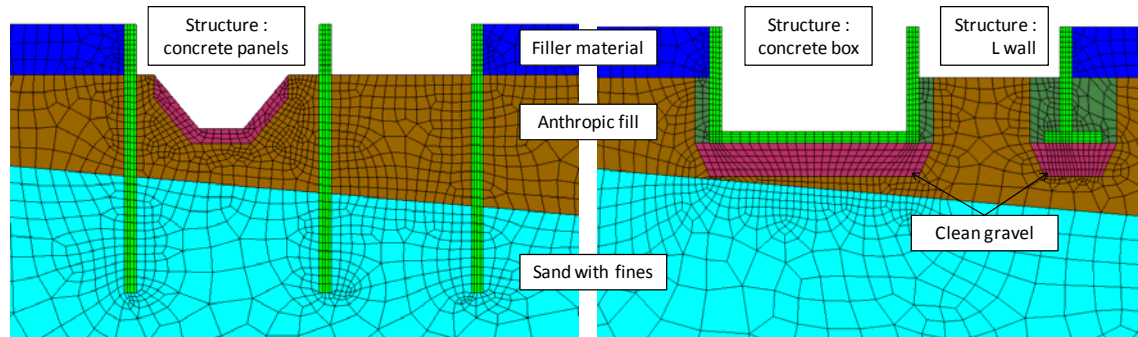 Structure :
concrete panels
Filler material
Structure :
concrete box
Structure :
L wall
Anthropic fill
Clean gravel
Sand with fines